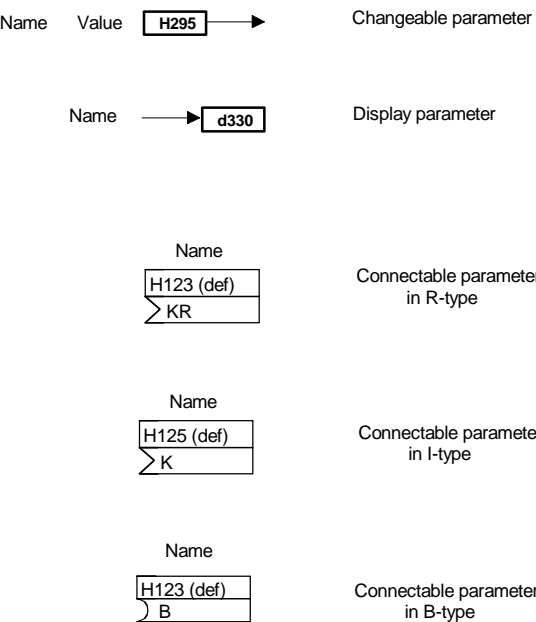 Name Value H295 Changeable parameter
Name d330 Display parameter
Name
H123 (def) Connectable parameter
KR in R-type
Name
H125 (def) Connectable paramete
K in I-type
Name
H123 (def) Connectable parameter
B in B-type